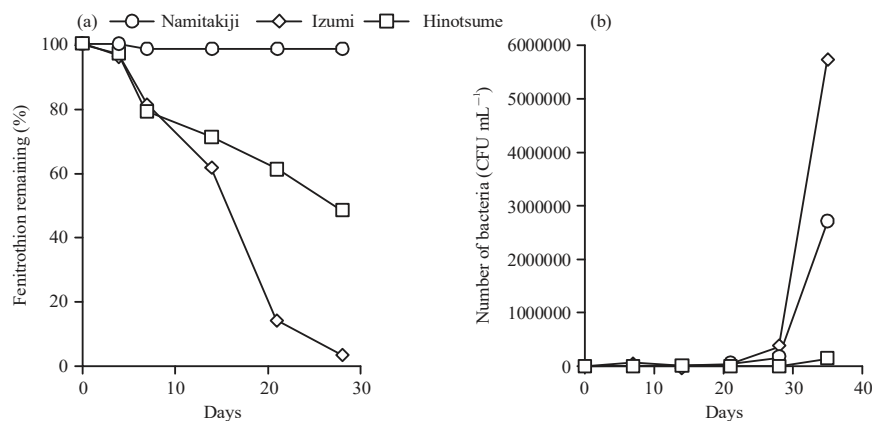 (a) Namitakiji Izumi Hinotsume
Fenitrothion remaining (%)
100
80
60
40
20
0
0 10 20 30
Days
(b)
Number of bacteria (CFU mL⁻¹)
6000000
5000000
4000000
3000000
2000000
1000000
0
0 10 20 30 40
Days